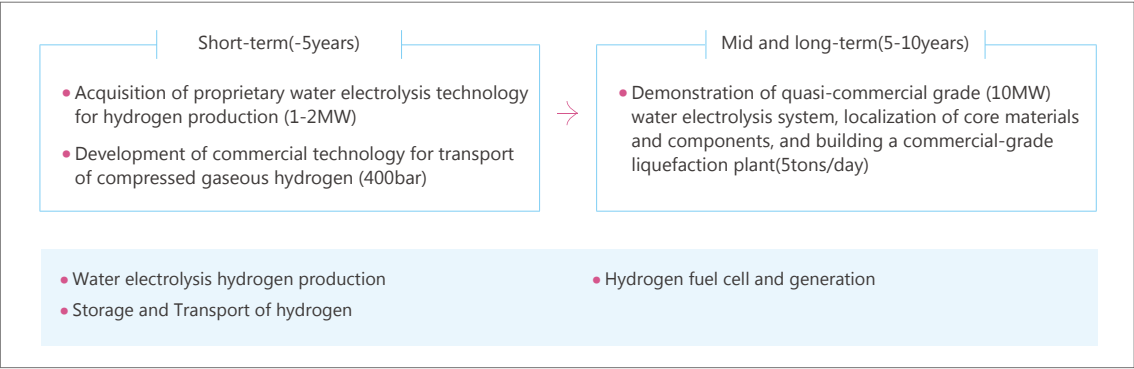 Short-term(-5years)
• Acquisition of proprietary water electrolysis technology
for hydrogen production (1-2MW)
• Development of commercial technology for transport
of compressed gaseous hydrogen (400bar)
Mid and long-term(5-10years)
• Demonstration of quasi-commercial grade (10MW)
water electrolysis system, localization of core materials
and components, and building a commercial-grade
liquefaction plant(5tons/day)
• Water electrolysis hydrogen production
• Storage and Transport of hydrogen
• Hydrogen fuel cell and generation